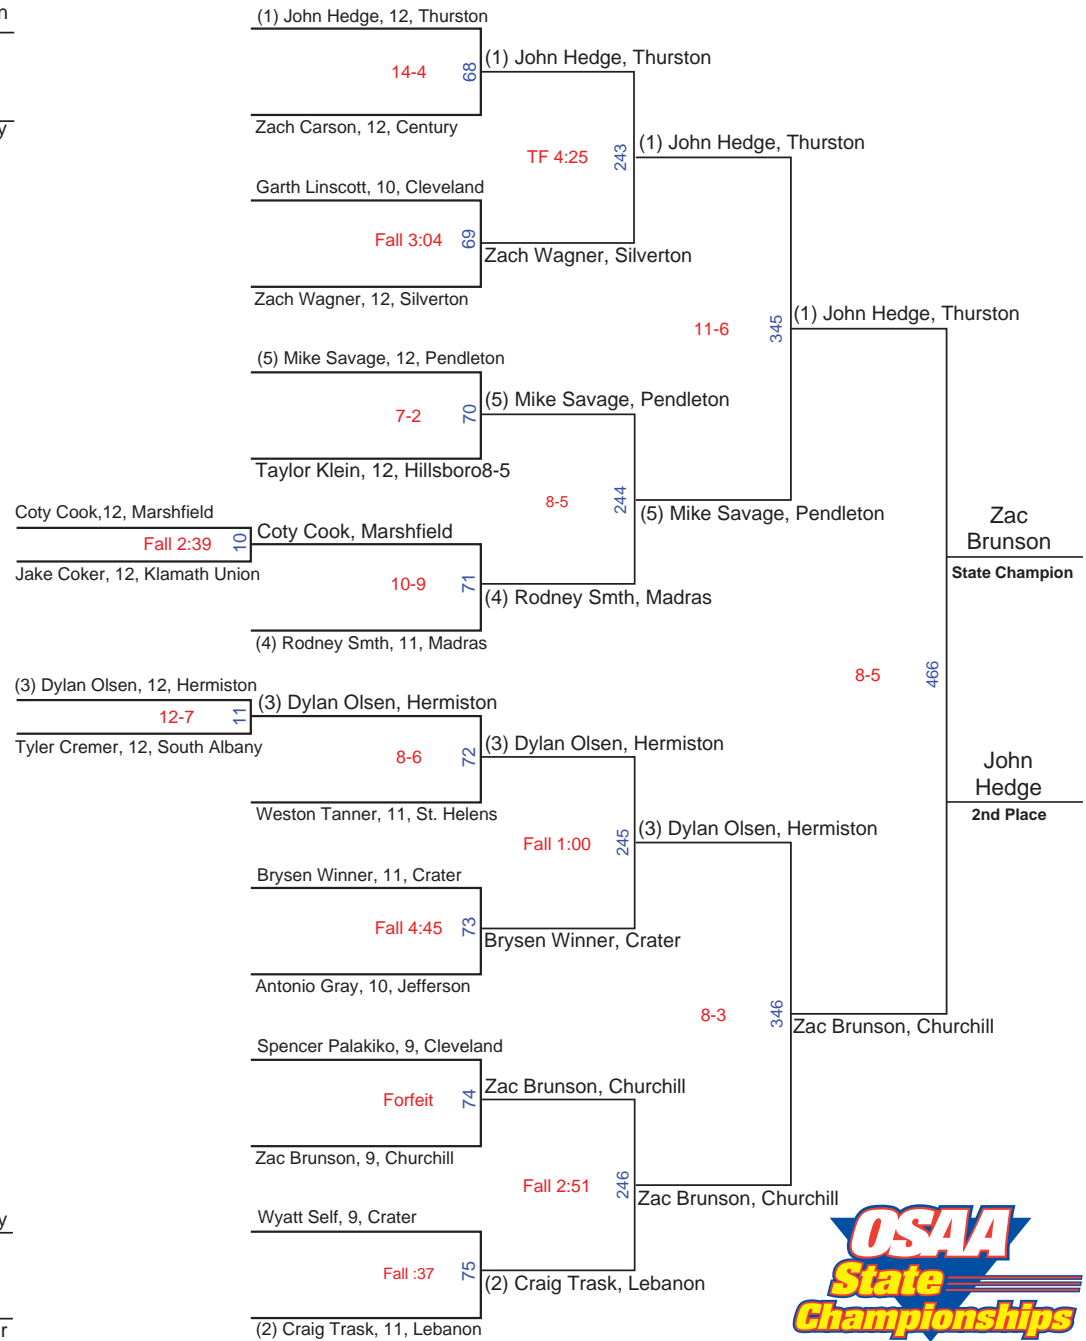 n
(1) John Hedge, 12, Thurston
14-4
68
(1) John Hedge, Thurston
Zach Carson, 12, Century
y
TF 4:25
243
(1) John Hedge, Thurston
Garth Linscott, 10, Cleveland
Fall 3:04
69
Zach Wagner, Silverton
Zach Wagner, 12, Silverton
11-6
345
(1) John Hedge, Thurston
(5) Mike Savage, 12, Pendleton
7-2
70
(5) Mike Savage, Pendleton
Taylor Klein, 12, Hillsboro8-5
8-5
244
(5) Mike Savage, Pendleton
Coty Cook,12, Marshfield
Fall 2:39
10
Coty Cook, Marshfield
Jake Coker, 12, Klamath Union
10-9
71
(4) Rodney Smth, Madras
(4) Rodney Smth, 11, Madras
Zac
Brunson
State Champion
8-5
466
(3) Dylan Olsen, 12, Hermiston
12-7
11
(3) Dylan Olsen, Hermiston
Tyler Cremer, 12, South Albany
8-6
72
(3) Dylan Olsen, Hermiston
Weston Tanner, 11, St. Helens
John
Hedge
2nd Place
Fall 1:00
245
(3) Dylan Olsen, Hermiston
Brysen Winner, 11, Crater
Fall 4:45
73
Brysen Winner, Crater
Antonio Gray, 10, Jefferson
8-3
346
Zac Brunson, Churchill
Spencer Palakiko, 9, Cleveland
Forfeit
74
Zac Brunson, Churchill
Zac Brunson, 9, Churchill
Fall 2:51
246
Zac Brunson, Churchill
y
Wyatt Self, 9, Crater
Fall :37
75
(2) Craig Trask, Lebanon
(2) Craig Trask, 11, Lebanon
r
OSAA
State
Championships